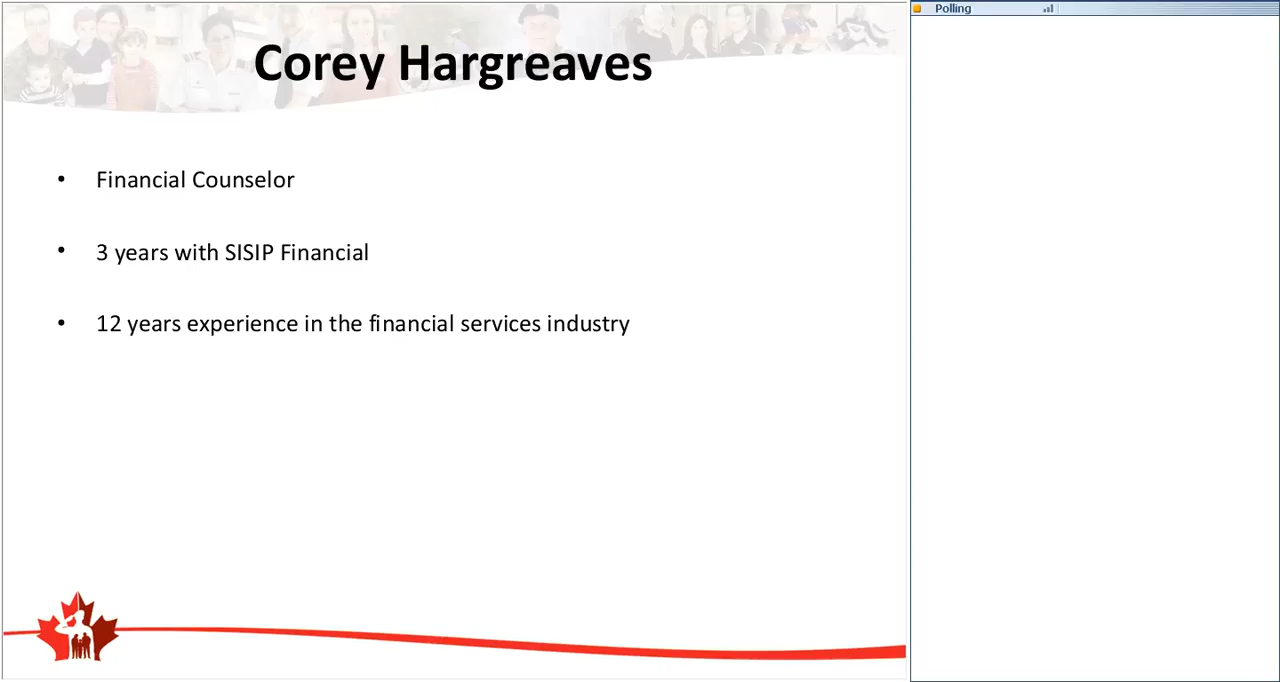 Corey Hargreaves
• Financial Counselor
• 3 years with SISIP Financial
• 12 years experience in the financial services industry
Polling